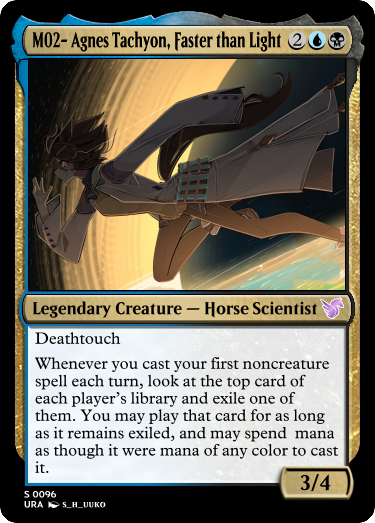 M02- Agnes Tachyon, Faster than Light 2
Legendary Creature — Horse Scientist
Deathtouch
Whenever you cast your first noncreature
spell each turn, look at the top card of
each player's library and exile one of
them. You may play that card for as long
as it remains exiled, and may spend  mana
as though it were mana of any color to cast
it.
3/4
S 0096
URA S_H_UUKO